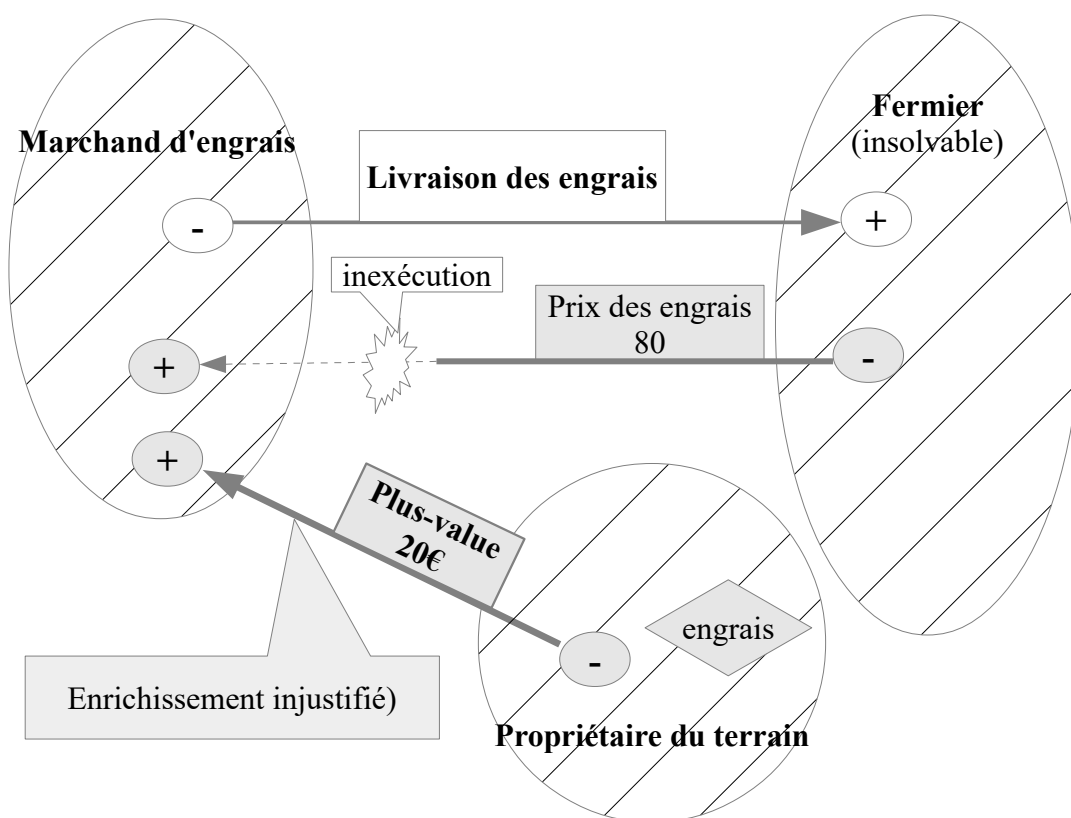 Fermier
(insolvable)
Marchand d'engrais
Livraison des engrais
-
+
inexécution
Prix des engrais
80
+
-
+
Plus-value
20€
engrais
-
Enrichissement injustifié)
Propriétaire du terrain